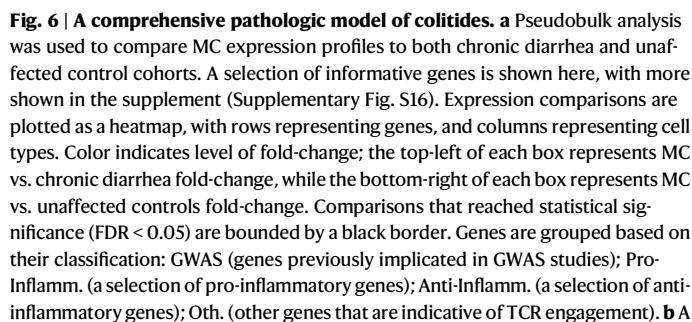 Fig. 6 | A comprehensive pathologic model of colitides. a Pseudobulk analysis
was used to compare MC expression profiles to both chronic diarrhea and unaf-
fected control cohorts. A selection of informative genes is shown here, with more
shown in the supplement (Supplementary Fig. S16). Expression comparisons are
plotted as a heatmap, with rows representing genes, and columns representing cell
types. Color indicates level of fold-change; the top-left of each box represents MC
vs. chronic diarrhea fold-change, while the bottom-right of each box represents MC
vs. unaffected controls fold-change. Comparisons that reached statistical sig-
nificance (FDR < 0.05) are bounded by a black border. Genes are grouped based on
their classification: GWAS (genes previously implicated in GWAS studies); Pro-
Inflamm. (a selection of pro-inflammatory genes); Anti-Inflamm. (a selection of anti-
inflammatory genes); Oth. (other genes that are indicative of TCR engagement). b A